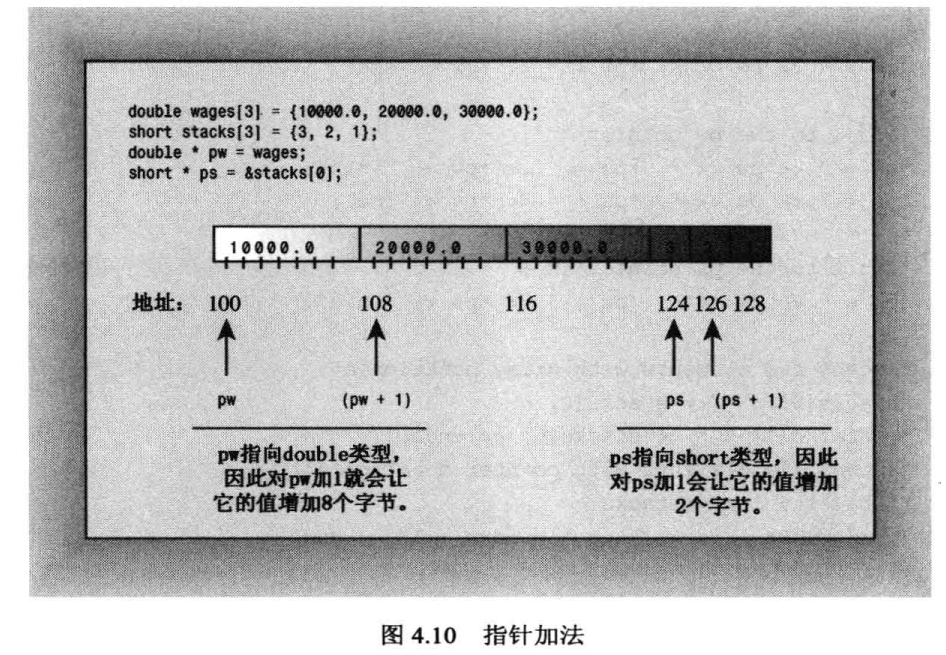 double wages[3] = {10000.0, 20000.0, 30000.0};
short stacks[3] = {3, 2, 1};
double * pw = wages;
short * ps = &stacks[0];
10000.0 20000.0 30000.0 3 2 1
地址： 100 108 116 124 126 128
pw (pw + 1) ps (ps + 1)
pw指向double类型，
因此对pw加1就会让
它的值增加8个字节。
ps指向short类型，因此
对ps加1会让它的值增加
2个字节。
图 4.10 指针加法